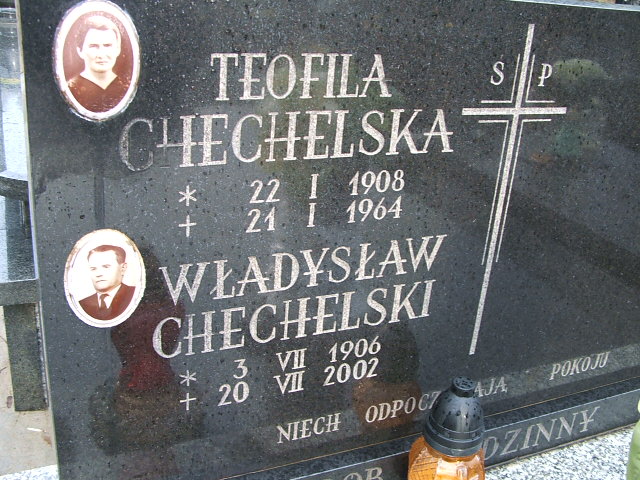 S P
TEOFILA
CHECHELSKA
* 22 I 1908
+ 21 I 1964
WŁADYSŁAW
CHECHELSKI
* 3 VII 1906
+ 20 VII 2002
NIECH POKOJU